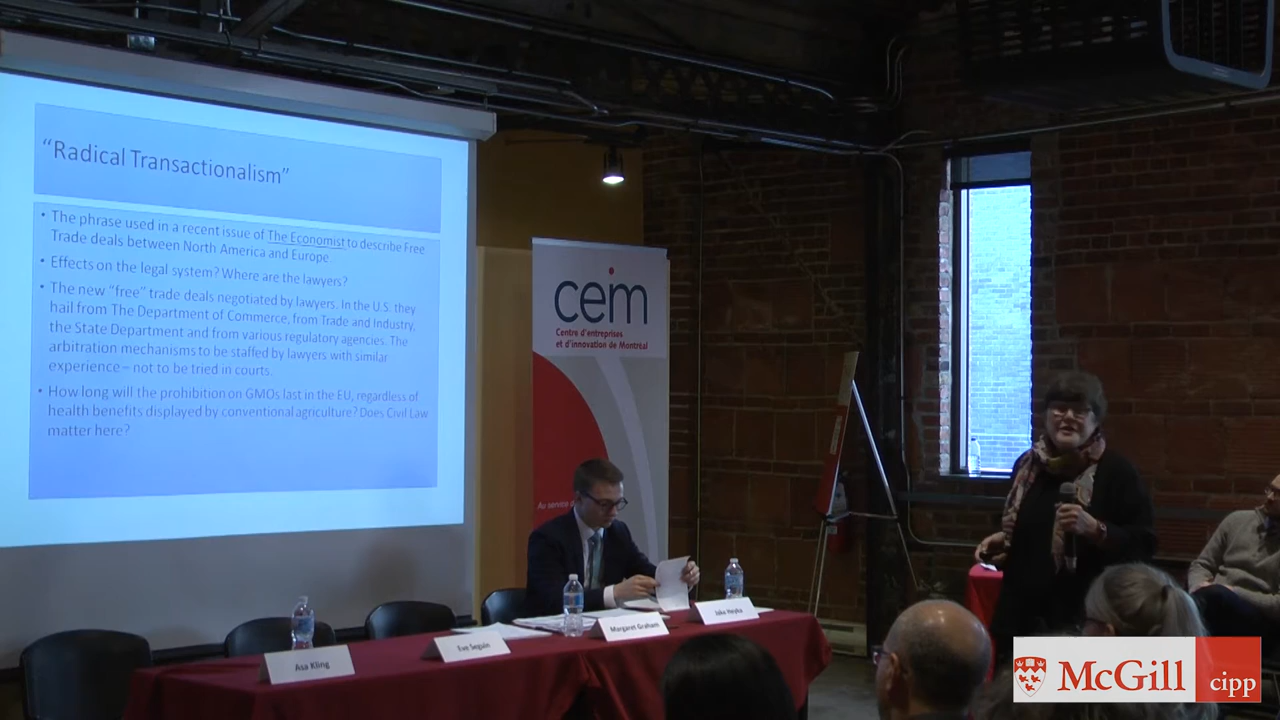 “Radical Transactionalism”
• The phrase used in a recent issue of The Economist to describe Free
Trade deals between North America and Europe.
• Effects on the legal system? Where are the lawyers?
• The new “free” trade deals negotiated by lawyers. In the U.S. they
hail from The Department of Commerce, from Trade and Industry,
the State Department and from various regulatory agencies. The
arbitration mechanisms to be staffed by lawyers with similar
experience – not to be tried in courts.
• How long will the prohibition on GMOs last in the EU, regardless of
health benefits displayed by conventional agriculture? Does Civil Law
matter here?
cem
Centre d'entreprises
et d'innovation de Montréal
Au service d
Asa Kling
Eve Seguin
Margaret Graham
McGill
cipp